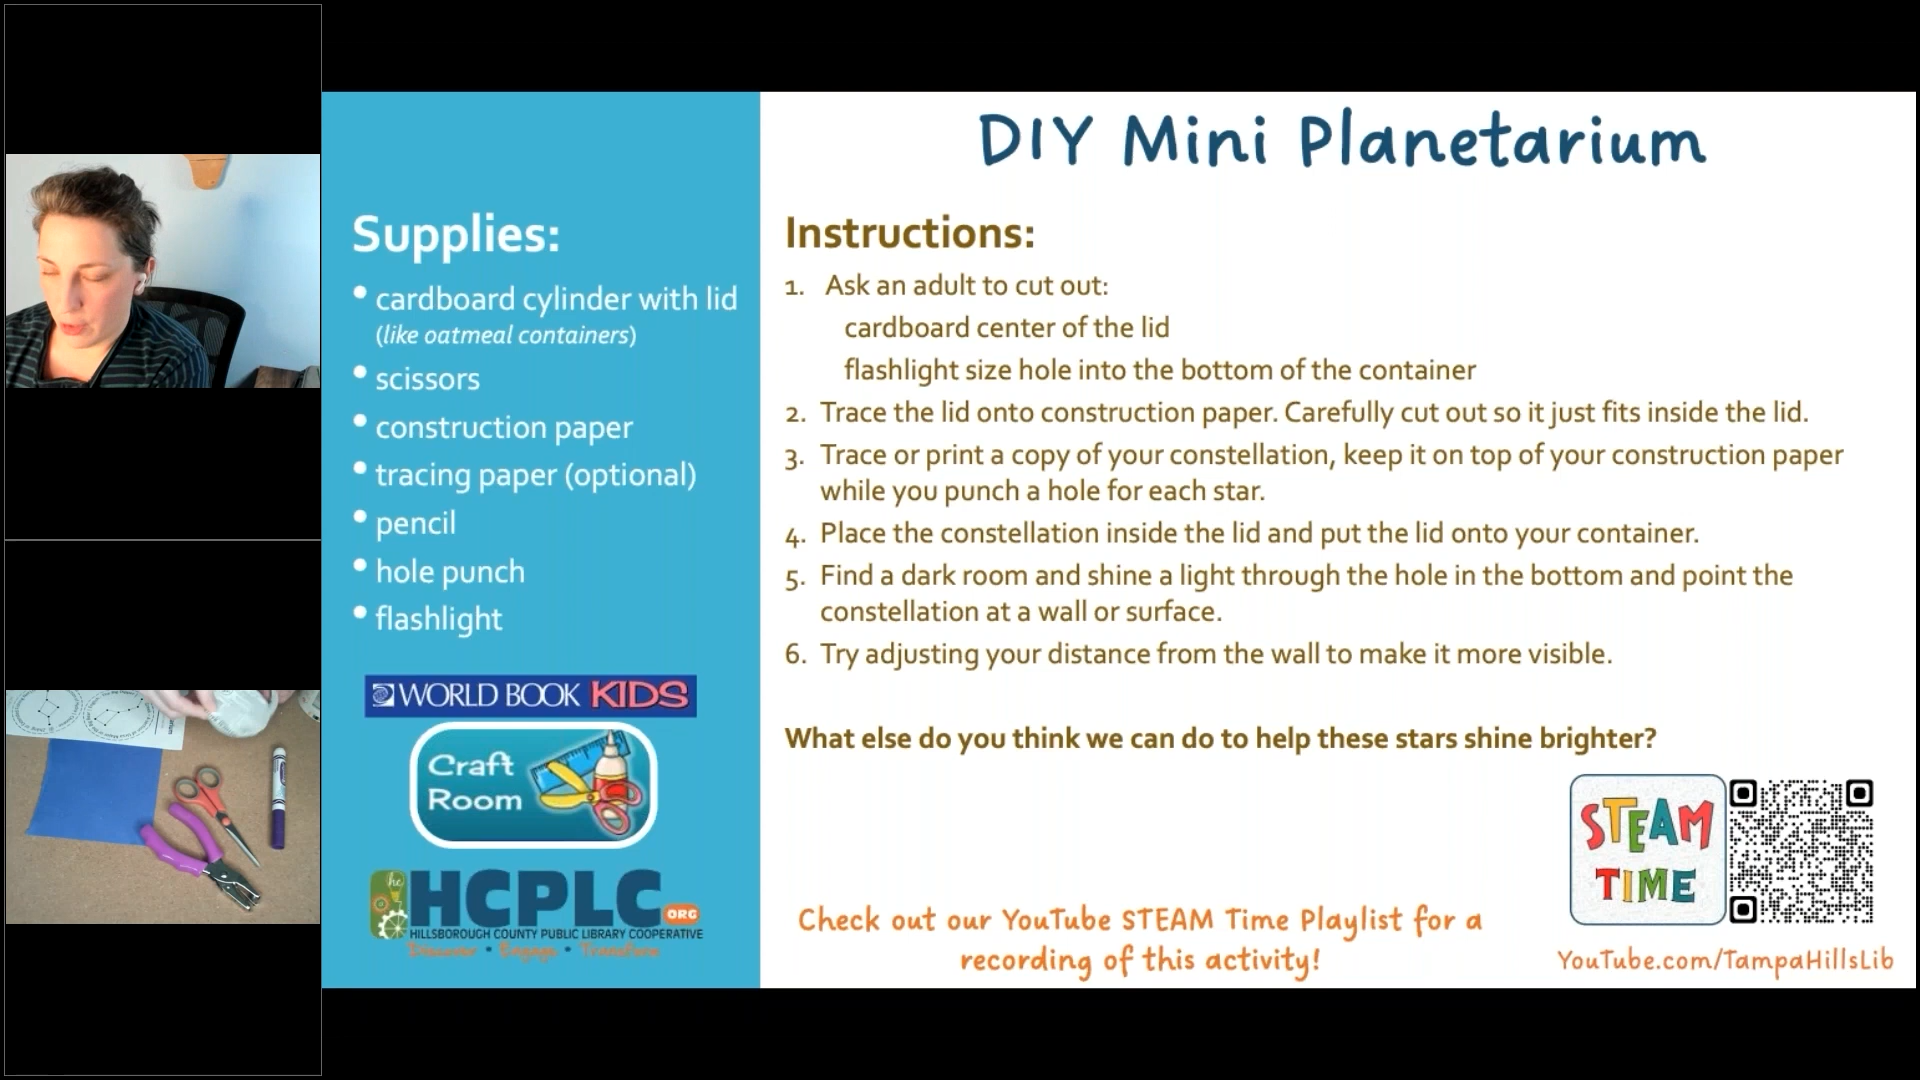 DIY Mini Planetarium
Supplies:
• cardboard cylinder with lid
(like oatmeal containers)
• scissors
• construction paper
• tracing paper (optional)
• pencil
• hole punch
• flashlight
WORLD BOOK KIDS
Craft
Room
hc
HCPLC.ORG
HILLSBOROUGH COUNTY PUBLIC LIBRARY COOPERATIVE
Discover • Engage • Transform
Instructions:
1. Ask an adult to cut out:
cardboard center of the lid
flashlight size hole into the bottom of the container
2. Trace the lid onto construction paper. Carefully cut out so it just fits inside the lid.
3. Trace or print a copy of your constellation, keep it on top of your construction paper
while you punch a hole for each star.
4. Place the constellation inside the lid and put the lid onto your container.
5. Find a dark room and shine a light through the hole in the bottom and point the
constellation at a wall or surface.
6. Try adjusting your distance from the wall to make it more visible.
What else do you think we can do to help these stars shine brighter?
STEAM
TIME
Check out our YouTube STEAM Time Playlist for a
recording of this activity!
YouTube.com/TampaHillsLib